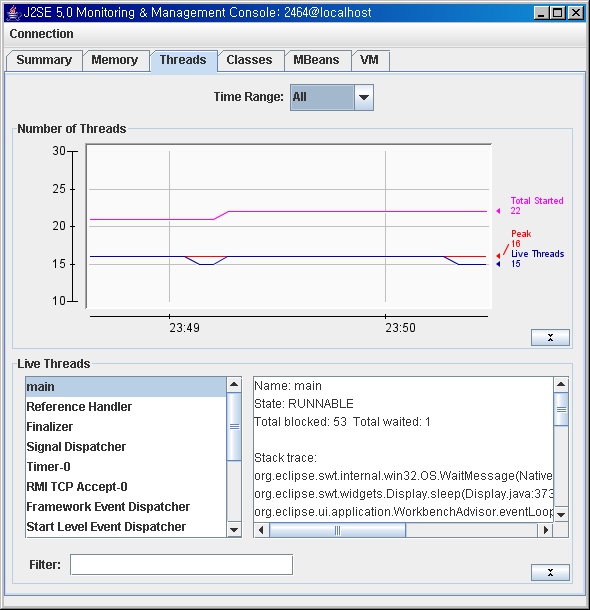 J2SE 5,0 Monitoring & Management Console: 2464@localhost
Connection
Summary Memory Threads Classes MBeans VM
Time Range: All
Number of Threads
30
25
20
15
10
Total Started
22
Peak
16
Live Threads
15
23:49 23:50
Live Threads
main
Reference Handler
Finalizer
Signal Dispatcher
Timer-0
RMI TCP Accept-0
Framework Event Dispatcher
Start Level Event Dispatcher
Name: main
State: RUNNABLE
Total blocked: 53 Total waited: 1
Stack trace:
org.eclipse.swt.internal.win32.OS.WaitMessage(Native
org.eclipse.swt.widgets.Display.sleep(Display.java:373
org.eclipse.ui.application.WorkbenchAdvisor.eventLoop
Filter: